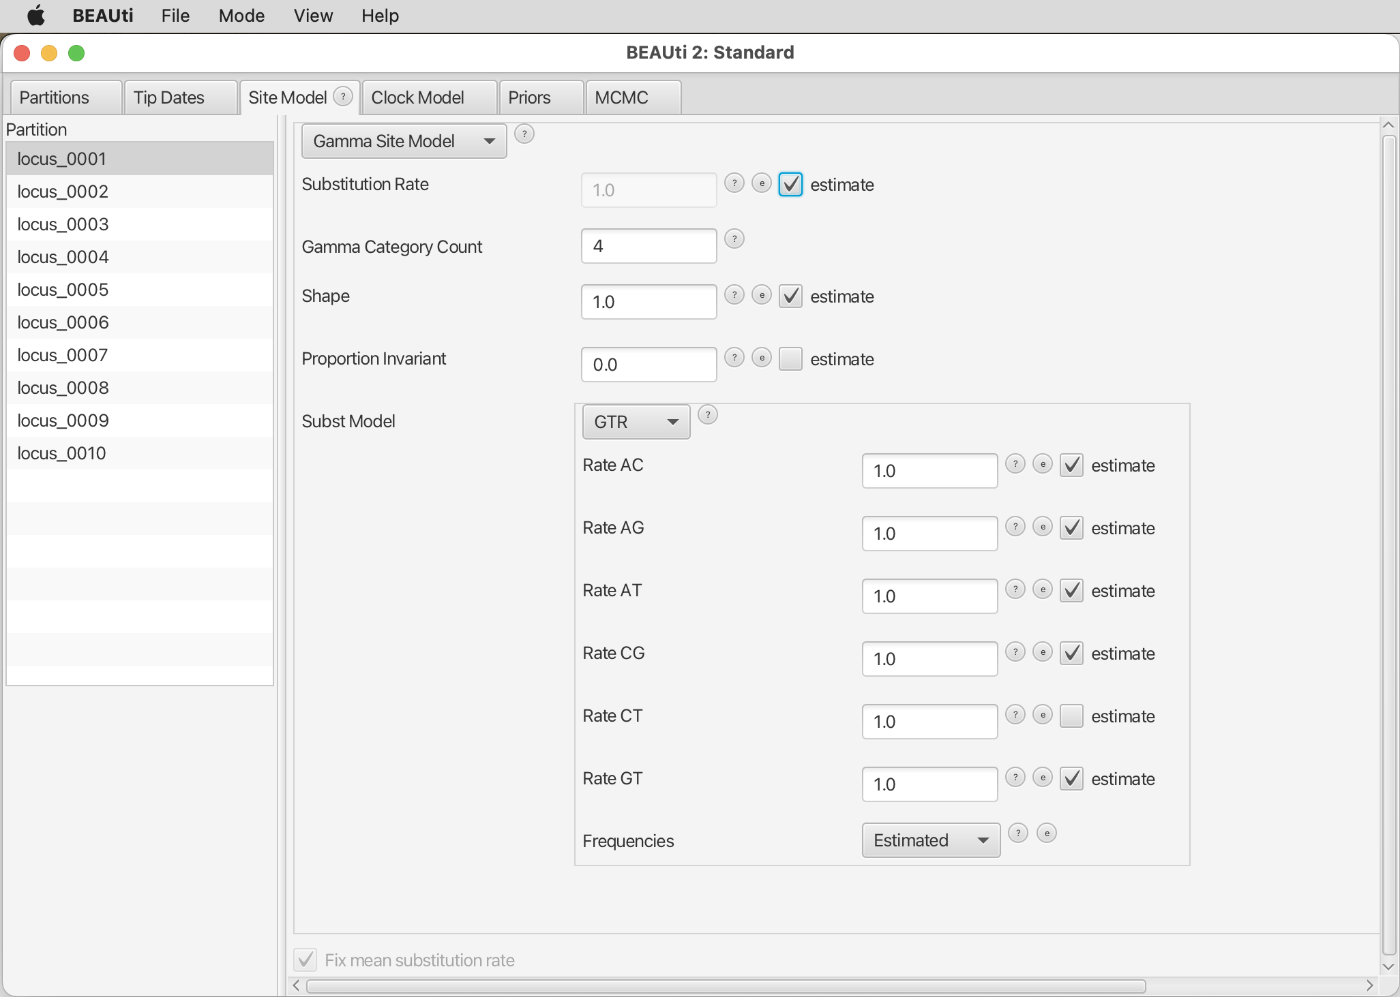 BEAUti File Mode View Help
BEAUti 2: Standard
Partitions Tip Dates Site Model ? Clock Model Priors MCMC
Partition
locus_0001
locus_0002
locus_0003
locus_0004
locus_0005
locus_0006
locus_0007
locus_0008
locus_0009
locus_0010
Gamma Site Model ?
Substitution Rate 1.0 ? e estimate
Gamma Category Count 4 ?
Shape 1.0 ? e estimate
Proportion Invariant 0.0 ? e estimate
Subst Model GTR ?
Rate AC 1.0 ? e estimate
Rate AG 1.0 ? e estimate
Rate AT 1.0 ? e estimate
Rate CG 1.0 ? e estimate
Rate CT 1.0 ? e estimate
Rate GT 1.0 ? e estimate
Frequencies Estimated ? e
Fix mean substitution rate